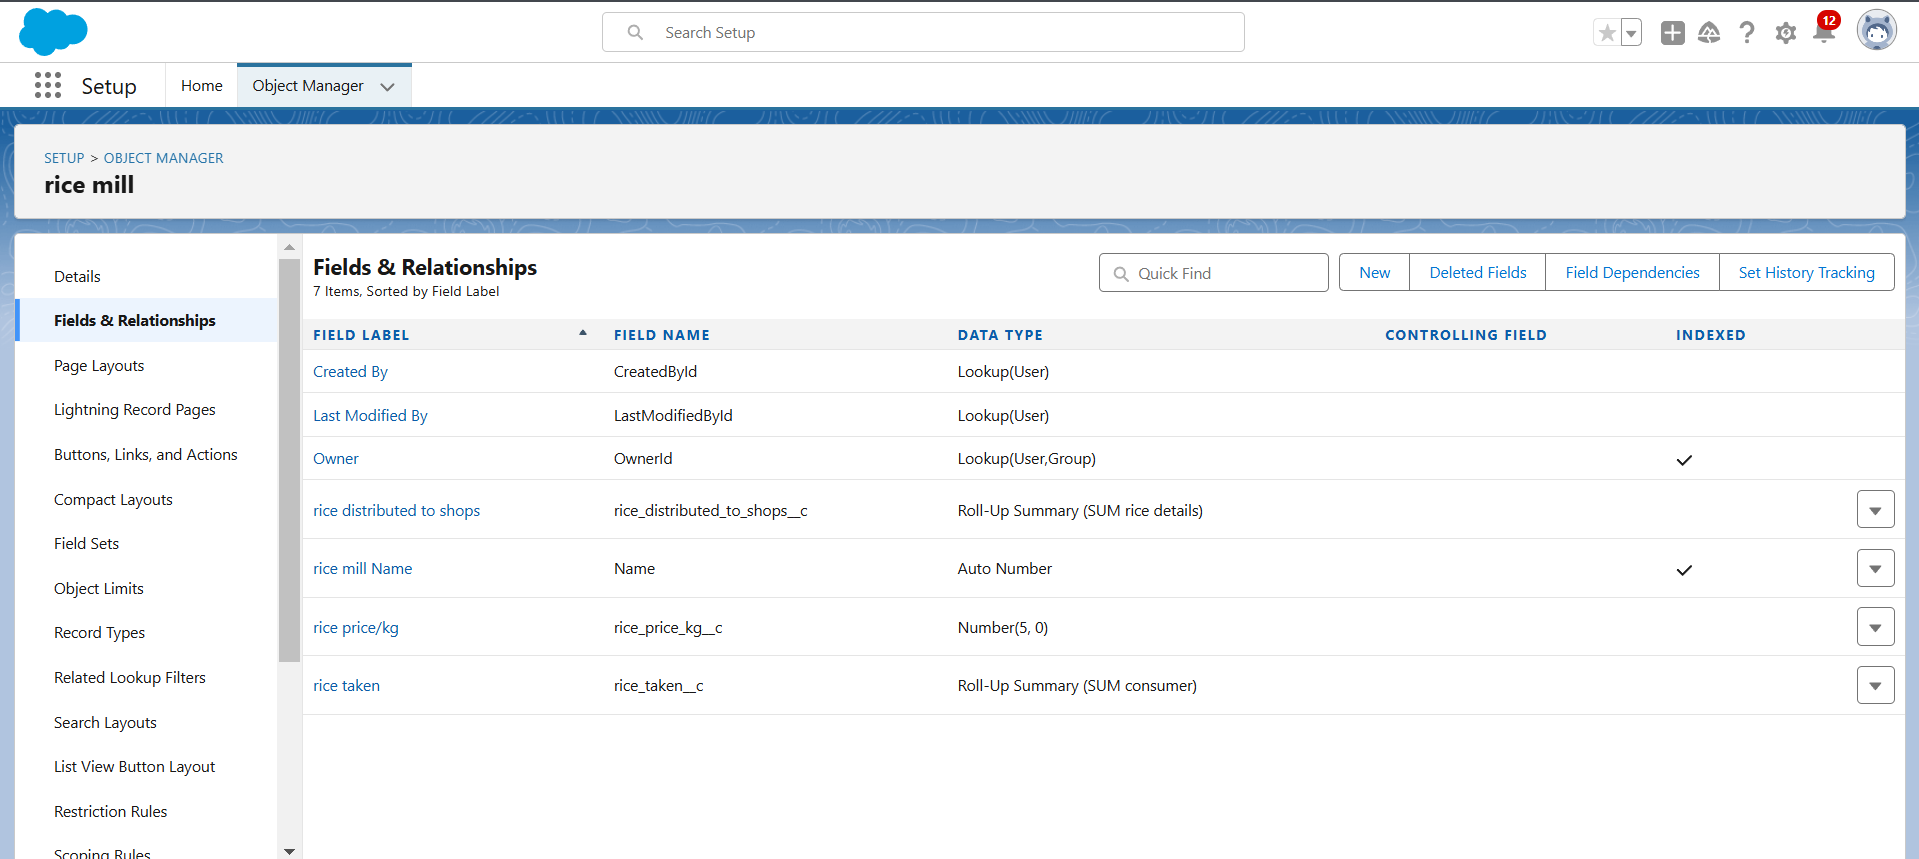 Search Setup
12
Setup
Home
Object Manager
SETUP > OBJECT MANAGER
rice mill
Details
Fields & Relationships
Page Layouts
Lightning Record Pages
Buttons, Links, and Actions
Compact Layouts
Field Sets
Object Limits
Record Types
Related Lookup Filters
Search Layouts
List View Button Layout
Restriction Rules
Scoping Rules
Fields & Relationships
7 Items, Sorted by Field Label
Quick Find
New
Deleted Fields
Field Dependencies
Set History Tracking
FIELD LABEL FIELD NAME DATA TYPE CONTROLLING FIELD INDEXED
Created By CreatedById Lookup(User)
Last Modified By LastModifiedById Lookup(User)
Owner OwnerId Lookup(User,Group)
rice distributed to shops rice_distributed_to_shops__c Roll-Up Summary (SUM rice details)
rice mill Name Name Auto Number
rice price/kg rice_price_kg__c Number(5, 0)
rice taken rice_taken__c Roll-Up Summary (SUM consumer)